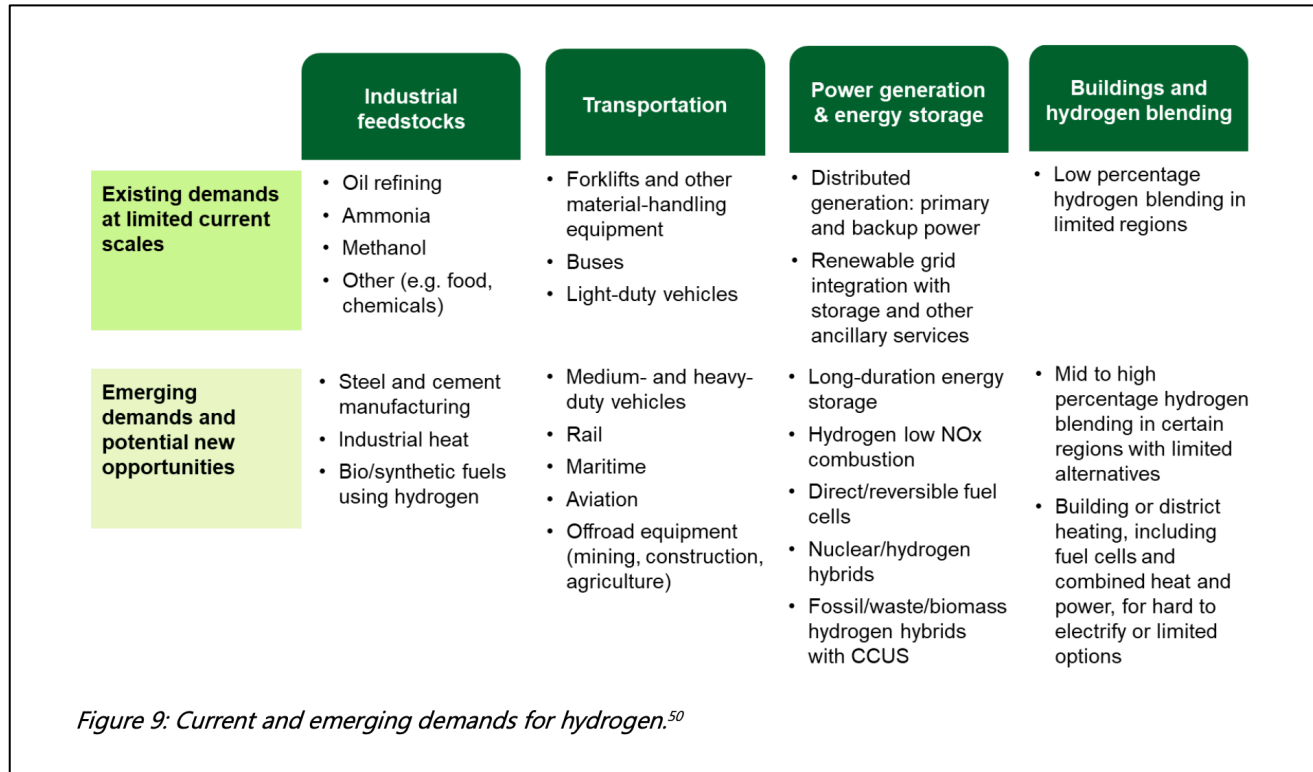 Industrial
feedstocks
Transportation
Power generation
& energy storage
Buildings and
hydrogen blending
Existing demands
at limited current
scales
• Oil refining
• Ammonia
• Methanol
• Other (e.g. food,
chemicals)
• Forklifts and other
material-handling
equipment
• Buses
• Light-duty vehicles
• Distributed
generation: primary
and backup power
• Renewable grid
integration with
storage and other
ancillary services
• Low percentage
hydrogen blending in
limited regions
Emerging
demands and
potential new
opportunities
• Steel and cement
manufacturing
• Industrial heat
• Bio/synthetic fuels
using hydrogen
• Medium- and heavy-
duty vehicles
• Rail
• Maritime
• Aviation
• Offroad equipment
(mining, construction,
agriculture)
• Long-duration energy
storage
• Hydrogen low NOx
combustion
• Direct/reversible fuel
cells
• Nuclear/hydrogen
hybrids
• Fossil/waste/biomass
hydrogen hybrids
with CCUS
• Mid to high
percentage hydrogen
blending in certain
regions with limited
alternatives
• Building or district
heating, including
fuel cells and
combined heat and
power, for hard to
electrify or limited
options
Figure 9: Current and emerging demands for hydrogen.50